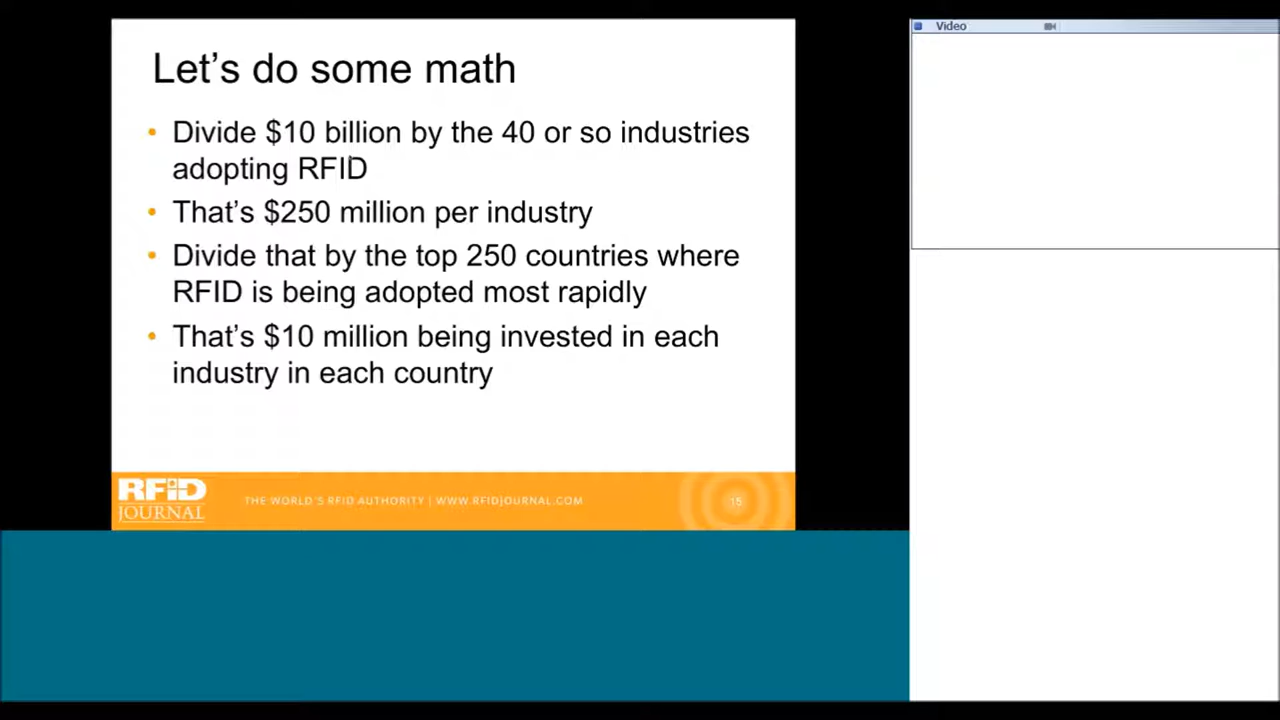 Let's do some math
• Divide $10 billion by the 40 or so industries
adopting RFID
• That's $250 million per industry
• Divide that by the top 250 countries where
RFID is being adopted most rapidly
• That's $10 million being invested in each
industry in each country
RFID
JOURNAL
THE WORLD'S RFID AUTHORITY | WWW.RFIDJOURNAL.COM
15
Video